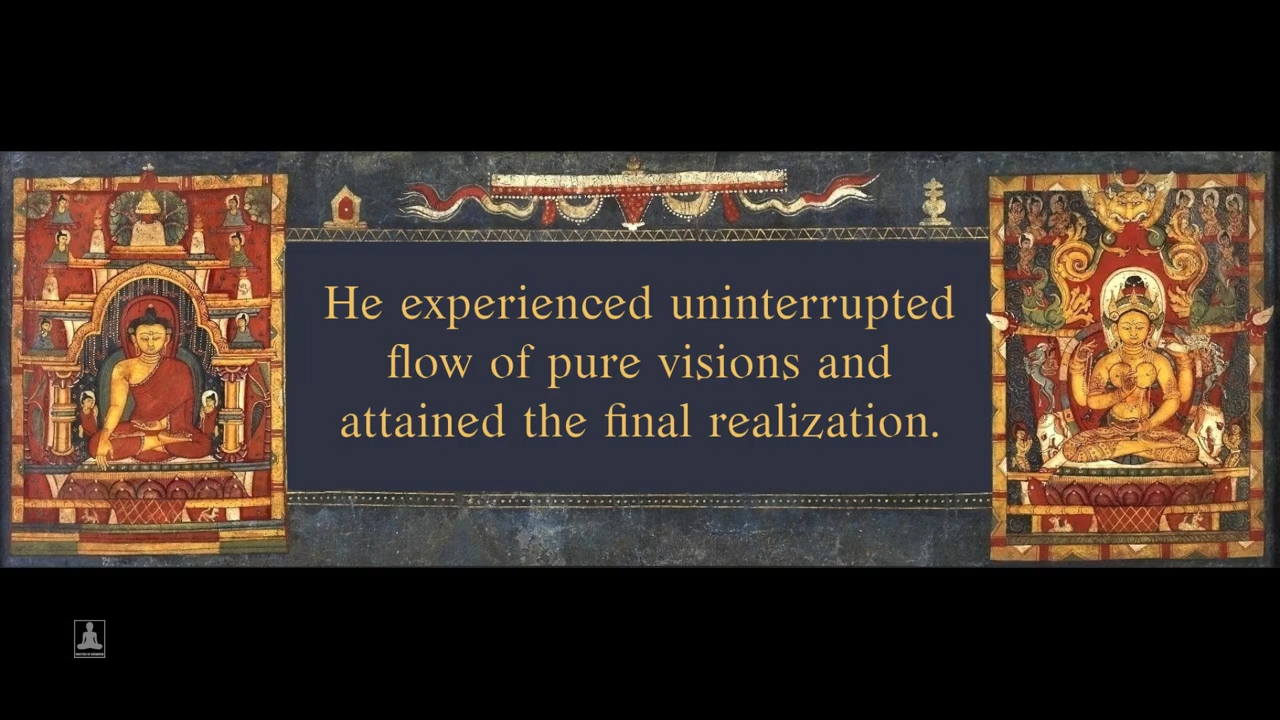 He experienced uninterrupted
flow of pure visions and
attained the final realization.